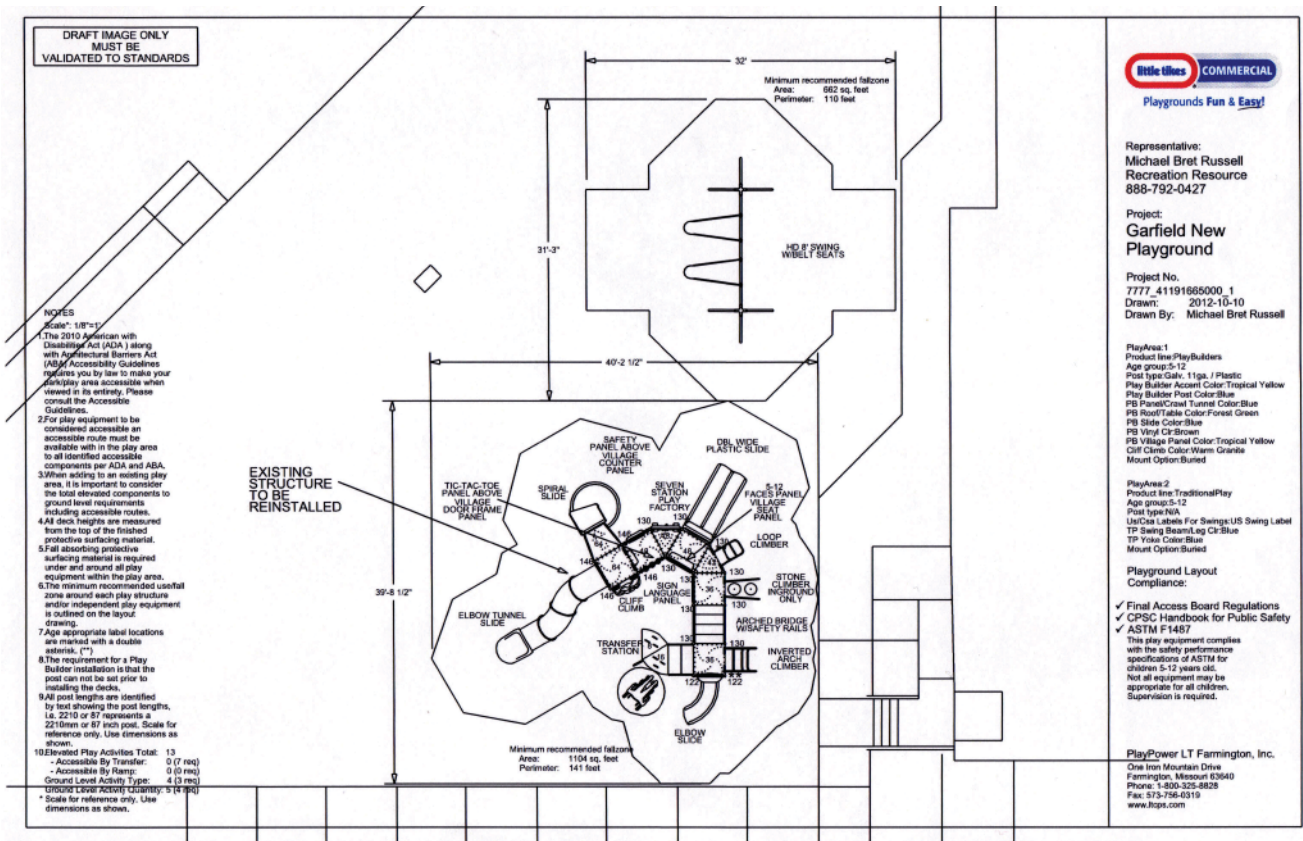 DRAFT IMAGE ONLY
MUST BE
VALIDATED TO STANDARDS
32'
Minimum recommended fallzone
Area: 662 sq. feet
Perimeter: 110 feet
31'-3"
HD 8' SWING
W/BELT SEATS
40'-2 1/2"
39'-8 1/2"
EXISTING
STRUCTURE
TO BE
REINSTALLED
SAFETY
PANEL ABOVE
VILLAGE
COUNTER
PANEL
DBL WIDE
PLASTIC SLIDE
TIC-TAC-TOE
PANEL ABOVE
VILLAGE
DOOR FRAME
PANEL
SPIRAL
SLIDE
SEVEN
STATION
PLAY
FACTORY
5-12
FACES PANEL
VILLAGE
SEAT
PANEL
LOOP
CLIMBER
STONE
CLIMBER
INGROUND
ONLY
SIGN
LANGUAGE
PANEL
CLIFF
CLIMB
ELBOW TUNNEL
SLIDE
ARCHED BRIDGE
W/SAFETY RAILS
TRANSFER
STATION
INVERTED
ARCH
CLIMBER
ELBOW
SLIDE
130
130
146
146
146
146
130
130
130
130
130
130
130
130
122
122
Minimum recommended fallzone
Area: 1104 sq. feet
Perimeter: 141 feet
NOTES
Scale*: 1/8"=1'
1.The 2010 American with
Disabilities Act (ADA ) along
with Architectural Barriers Act
(ABA) Accessibility Guidelines
requires you by law to make your
park/play area accessible when
viewed in its entirety. Please
consult the Accessible
Guidelines.
2.For play equipment to be
considered accessible an
accessible route must be
available with in the play area
to all identified accessible
components per ADA and ABA.
3.When adding to an existing play
area, it is important to consider
the total elevated components to
ground level requirements
including accessible routes.
4.All deck heights are measured
from the top of the finished
protective surfacing material.
5.Fall absorbing protective
surfacing material is required
under and around all play
equipment within the play area.
6.The minimum recommended use/fall
zone around each play structure
and/or independent play equipment
is outlined on the layout
drawing.
7.Age appropriate label locations
are marked with a double
asterisk. (**)
8.The requirement for a Play
Builder installation is that the
post can not be set prior to
installing the decks.
9.All post lengths are identified
by text showing the post lengths,
i.e. 2210 or 87 represents a
2210mm or 87 inch post. Scale for
reference only. Use dimensions as
shown.
10.Elevated Play Activities Total: 13
- Accessible By Transfer: 0 (7 req)
- Accessible By Ramp: 0 (0 req)
Ground Level Activity Type: 4 (3 req)
Ground Level Activity Quantity: 5 (4 req)
* Scale for reference only. Use
dimensions as shown.
little tikes COMMERCIAL
Playgrounds Fun & Easy!
Representative:
Michael Bret Russell
Recreation Resource
888-792-0427
Project:
Garfield New
Playground
Project No.
7777_41191665000_1
Drawn: 2012-10-10
Drawn By: Michael Bret Russell
PlayArea:1
Product line:PlayBuilders
Age group:5-12
Post type:Galv. 11ga. / Plastic
Play Builder Accent Color:Tropical Yellow
Play Builder Post Color:Blue
PB Panel/Crawl Tunnel Color:Blue
PB Roof/Table Color:Forest Green
PB Slide Color:Blue
PB Vinyl Clr:Brown
PB Village Panel Color:Tropical Yellow
Cliff Climb Color:Warm Granite
Mount Option:Buried
PlayArea:2
Product line:TraditionalPlay
Age group:5-12
Post type:N/A
Us/Csa Labels For Swings:US Swing Label
TP Swing Beam/Leg Clr:Blue
TP Yoke Color:Blue
Mount Option:Buried
Playground Layout
Compliance:
✓ Final Access Board Regulations
✓ CPSC Handbook for Public Safety
✓ ASTM F1487
This play equipment complies
with the safety performance
specifications of ASTM for
children 5-12 years old.
Not all equipment may be
appropriate for all children.
Supervision is required.
PlayPower LT Farmington, Inc.
One Iron Mountain Drive
Farmington, Missouri 63640
Phone: 1-800-325-8828
Fax: 573-756-0319
www.ltcps.com